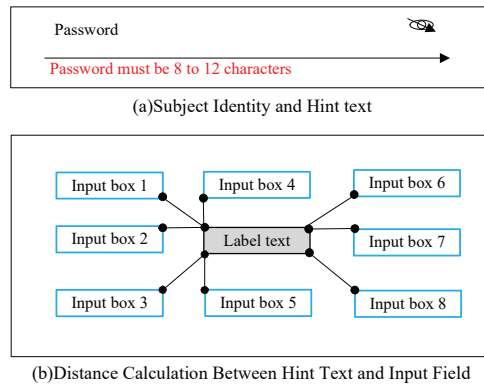 Password
Password must be 8 to 12 characters
(a)Subject Identity and Hint text
Input box 1
Input box 4
Input box 6
Input box 2
Label text
Input box 7
Input box 3
Input box 5
Input box 8
(b)Distance Calculation Between Hint Text and Input Field